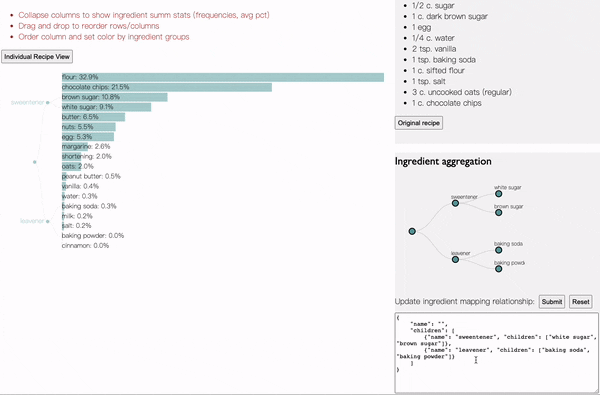 Collapse columns to show ingredient summ stats (frequencies, avg pct)
Drag and drop to reorder rows/columns
Order column and set color by ingredient groups
Individual Recipe View
flour: 32.9%
chocolate chips: 21.5%
brown sugar: 10.8%
white sugar: 9.1%
butter: 6.5%
nuts: 5.5%
egg: 5.3%
margarine: 2.6%
shortening: 2.0%
oats: 2.0%
peanut butter: 0.5%
vanilla: 0.4%
water: 0.3%
baking soda: 0.3%
milk: 0.2%
salt: 0.2%
baking powder: 0.0%
cinnamon: 0.0%
sweetener
leavener
1/2 c. sugar
1 c. dark brown sugar
1 egg
1/4 c. water
2 tsp. vanilla
1 tsp. baking soda
1 c. sifted flour
1 tsp. salt
3 c. uncooked oats (regular)
1 c. chocolate chips
Original recipe
Ingredient aggregation
white sugar
sweetener
brown sugar
baking soda
leavener
baking powd
Update ingredient mapping relationship: Submit Reset
{
"name": "",
"children": [
{"name": "sweetener", "children": ["white sugar",
"brown sugar"]},
{"name": "leavener", "children": ["baking soda",
"baking powder"]}
]
}